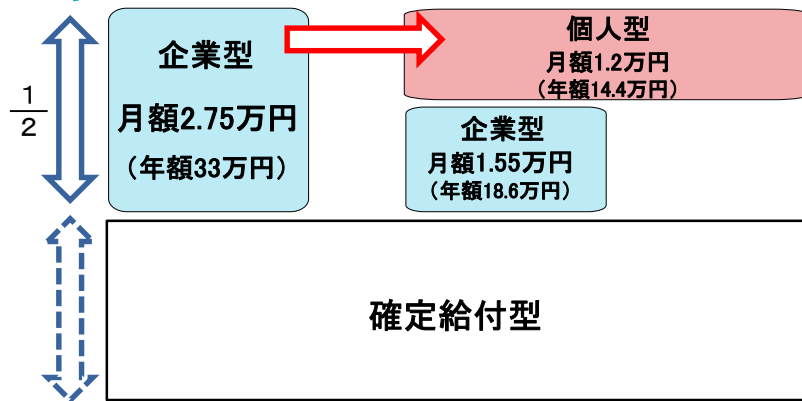 1
2
企業型
月額2.75万円
（年額33万円）
個人型
月額1.2万円
（年額14.4万円）
企業型
月額1.55万円
（年額18.6万円）
確定給付型